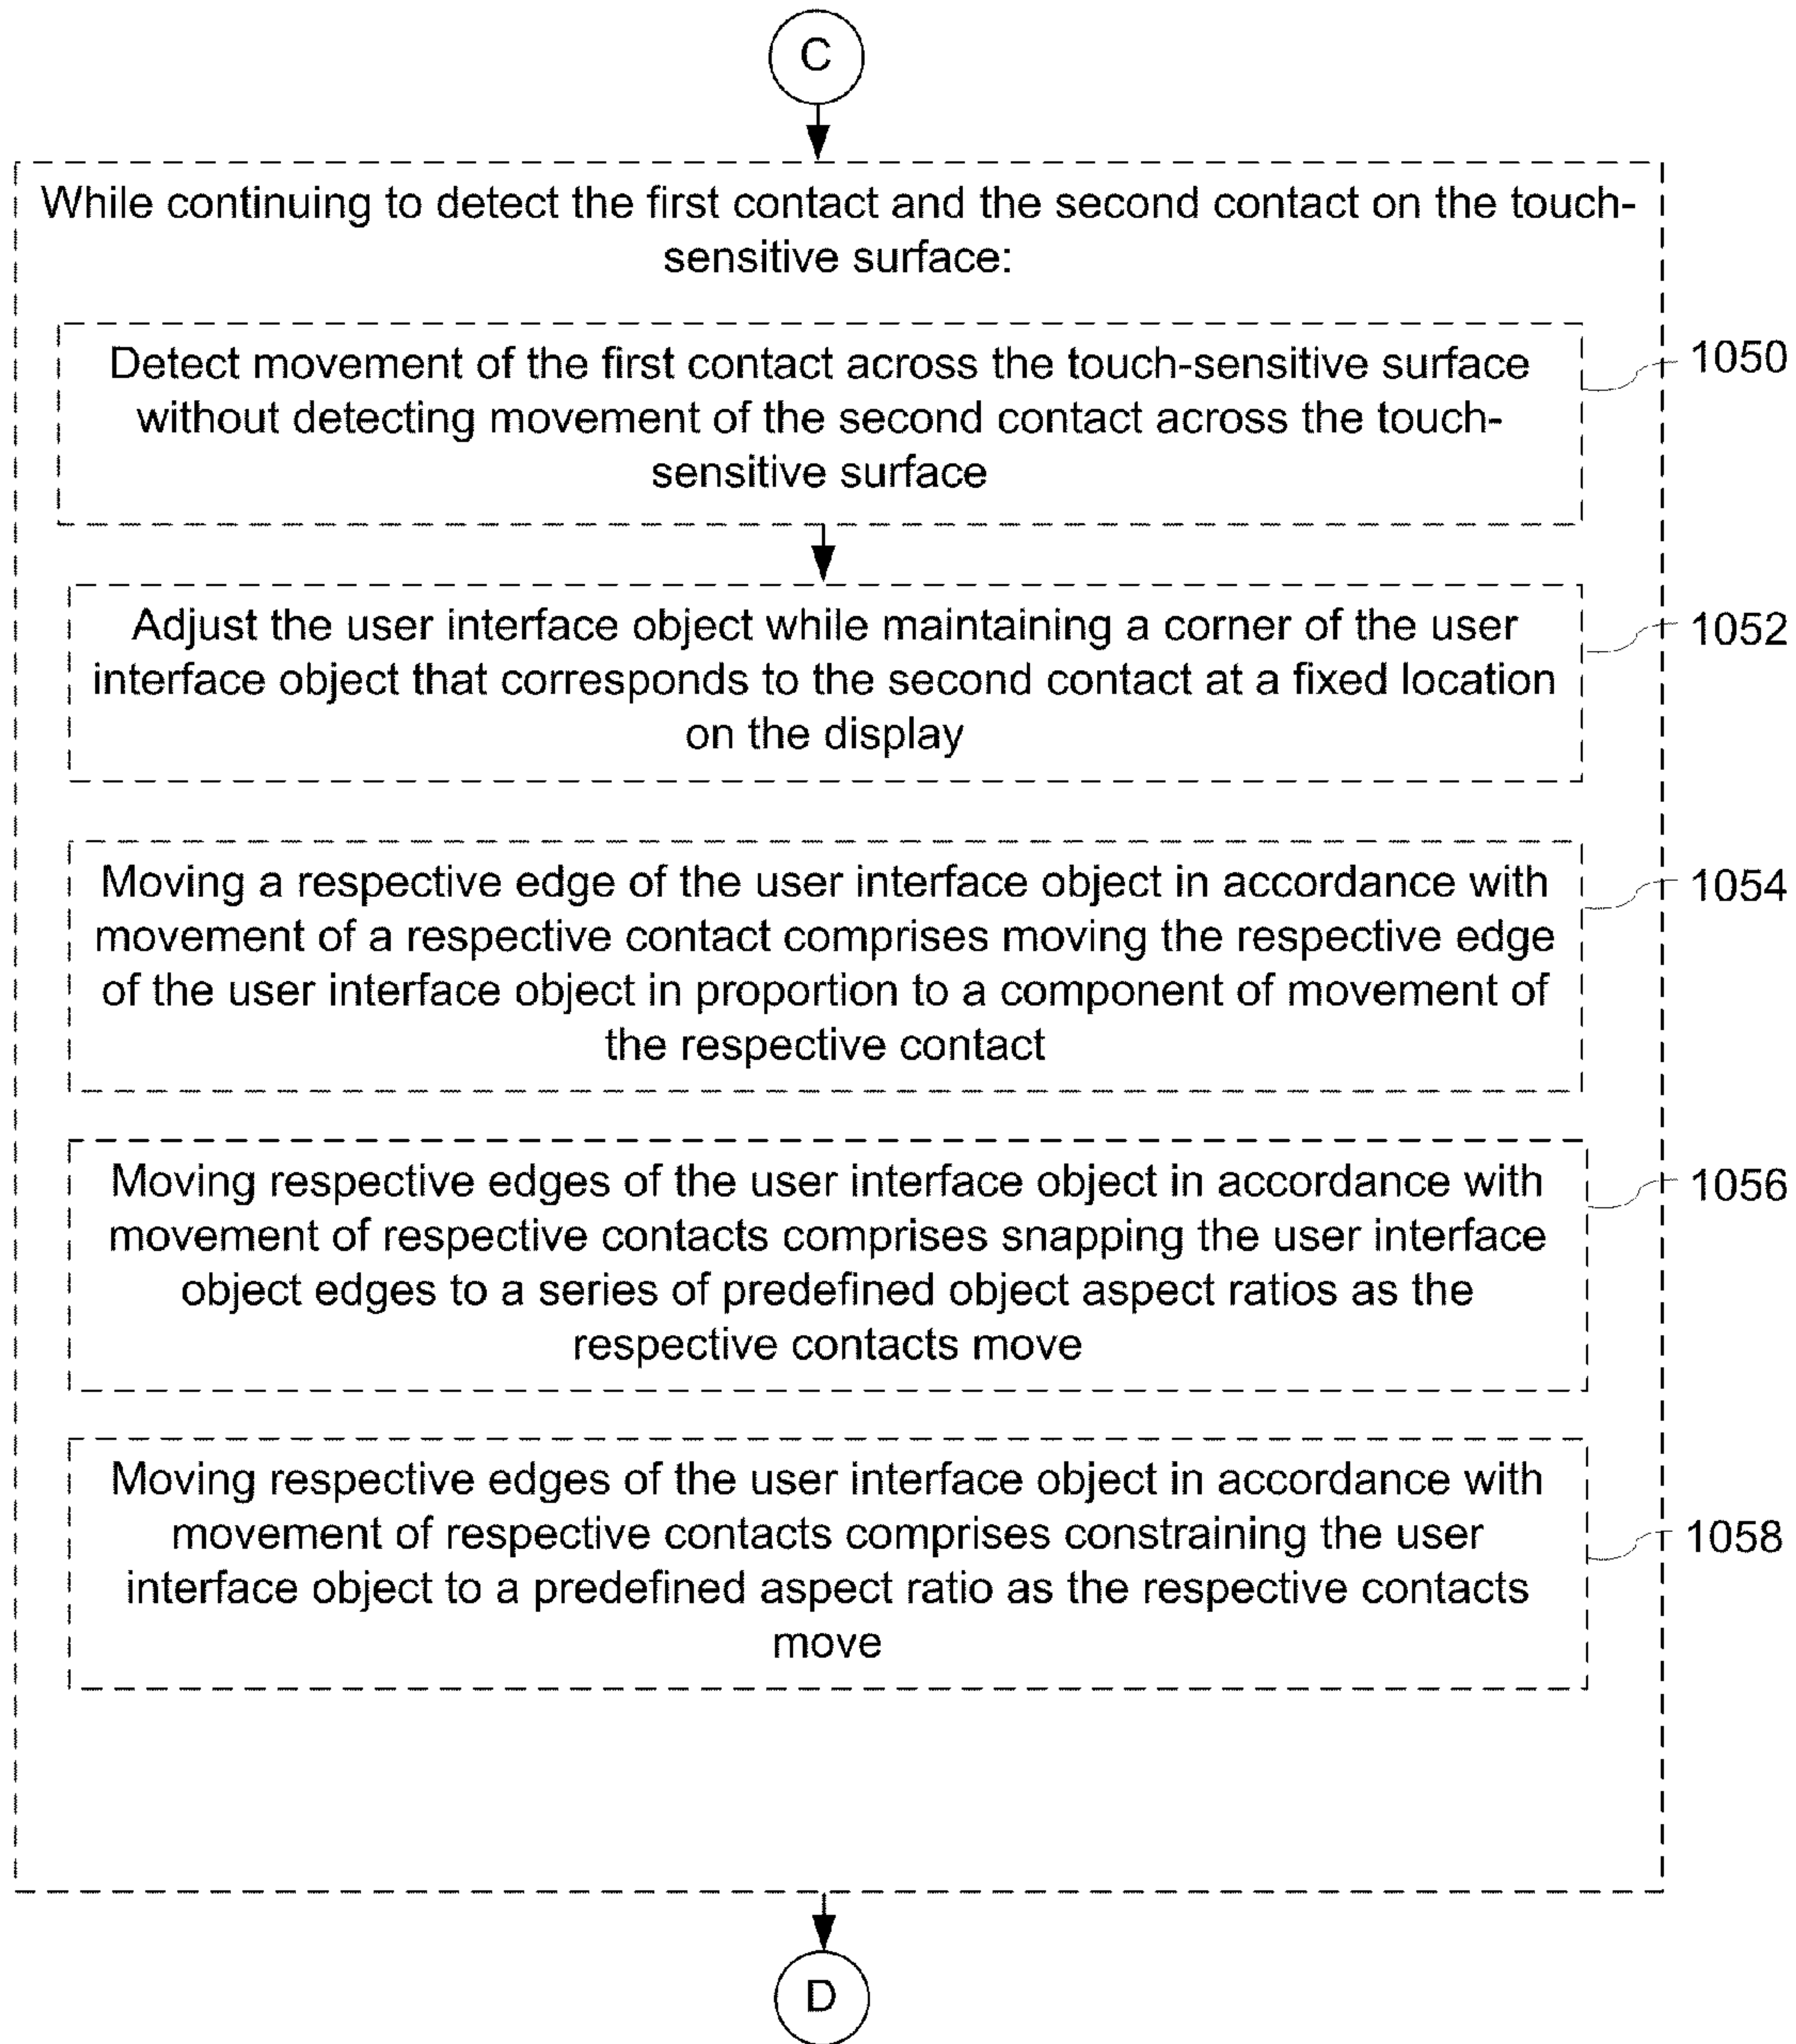 C
While continuing to detect the first contact and the second contact on the touch-
sensitive surface:
Detect movement of the first contact across the touch-sensitive surface
without detecting movement of the second contact across the touch-
sensitive surface
1050
Adjust the user interface object while maintaining a corner of the user
interface object that corresponds to the second contact at a fixed location
on the display
1052
Moving a respective edge of the user interface object in accordance with
movement of a respective contact comprises moving the respective edge
of the user interface object in proportion to a component of movement of
the respective contact
1054
Moving respective edges of the user interface object in accordance with
movement of respective contacts comprises snapping the user interface
object edges to a series of predefined object aspect ratios as the
respective contacts move
1056
Moving respective edges of the user interface object in accordance with
movement of respective contacts comprises constraining the user
interface object to a predefined aspect ratio as the respective contacts
move
1058
D